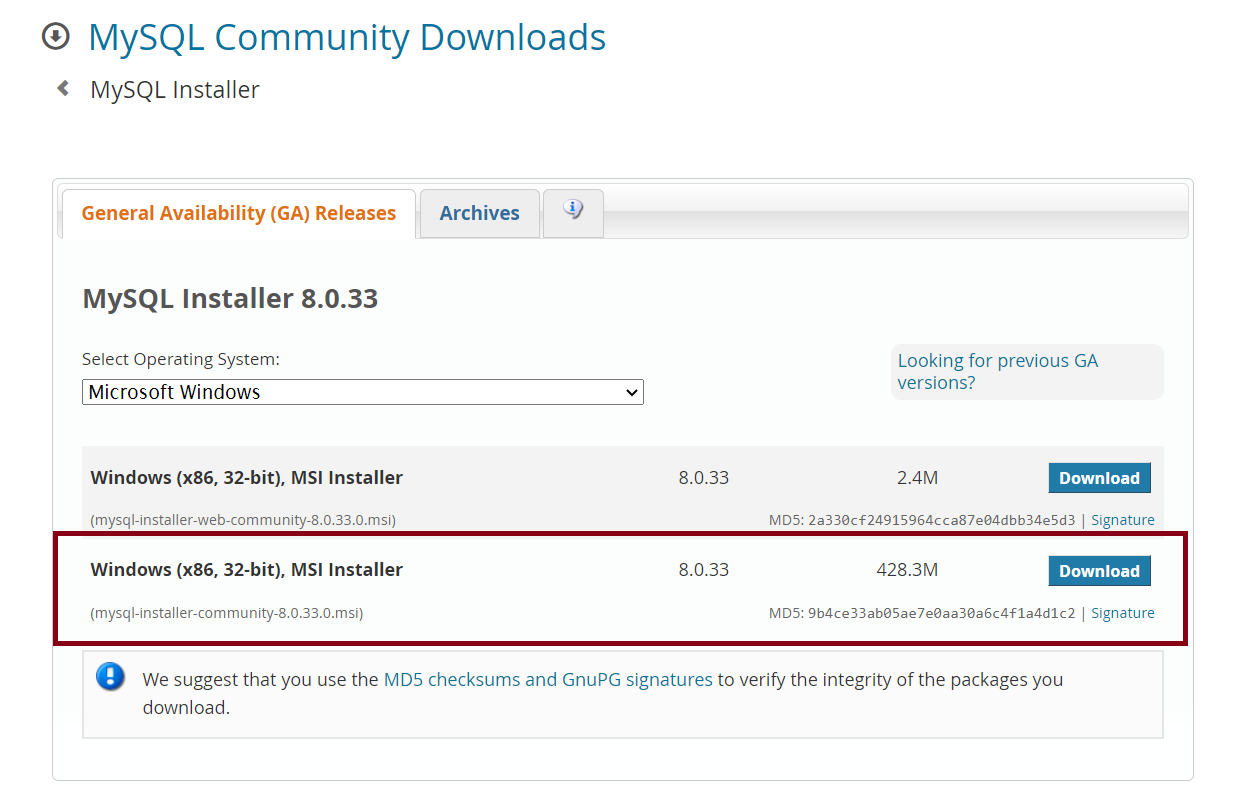 MySQL Community Downloads
MySQL Installer
General Availability (GA) Releases Archives
MySQL Installer 8.0.33
Select Operating System:
Looking for previous GA versions?
Microsoft Windows
Windows (x86, 32-bit), MSI Installer 8.0.33 2.4M Download
(mysql-installer-web-community-8.0.33.0.msi) MD5: 2a330cf24915964cca87e04dbb34e5d3 | Signature
Windows (x86, 32-bit), MSI Installer 8.0.33 428.3M Download
(mysql-installer-community-8.0.33.0.msi) MD5: 9b4ce33ab05ae7e0aa30a6c4f1a4d1c2 | Signature
We suggest that you use the MD5 checksums and GnuPG signatures to verify the integrity of the packages you
download.